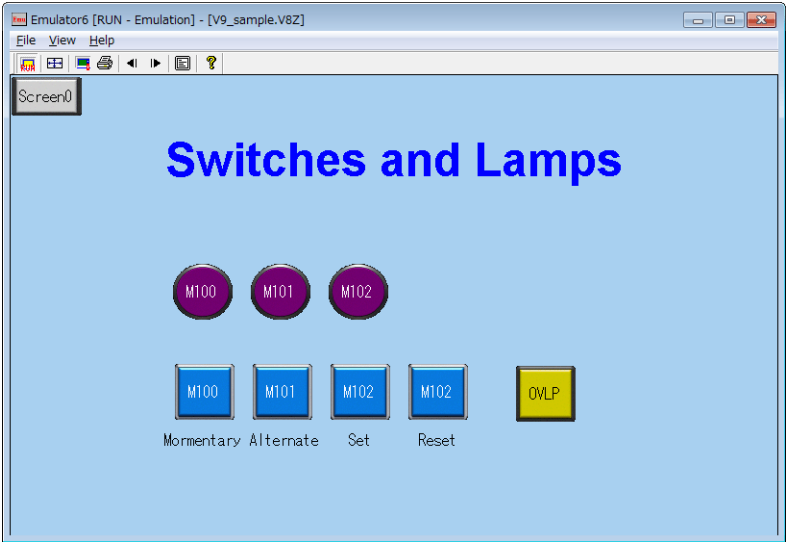 Emulator6 [RUN - Emulation] - [V9_sample.V8Z]
File View Help
Screen0
Switches and Lamps
M100 M101 M102
M100 M101 M102 M102 OVLP
Mormentary Alternate Set Reset